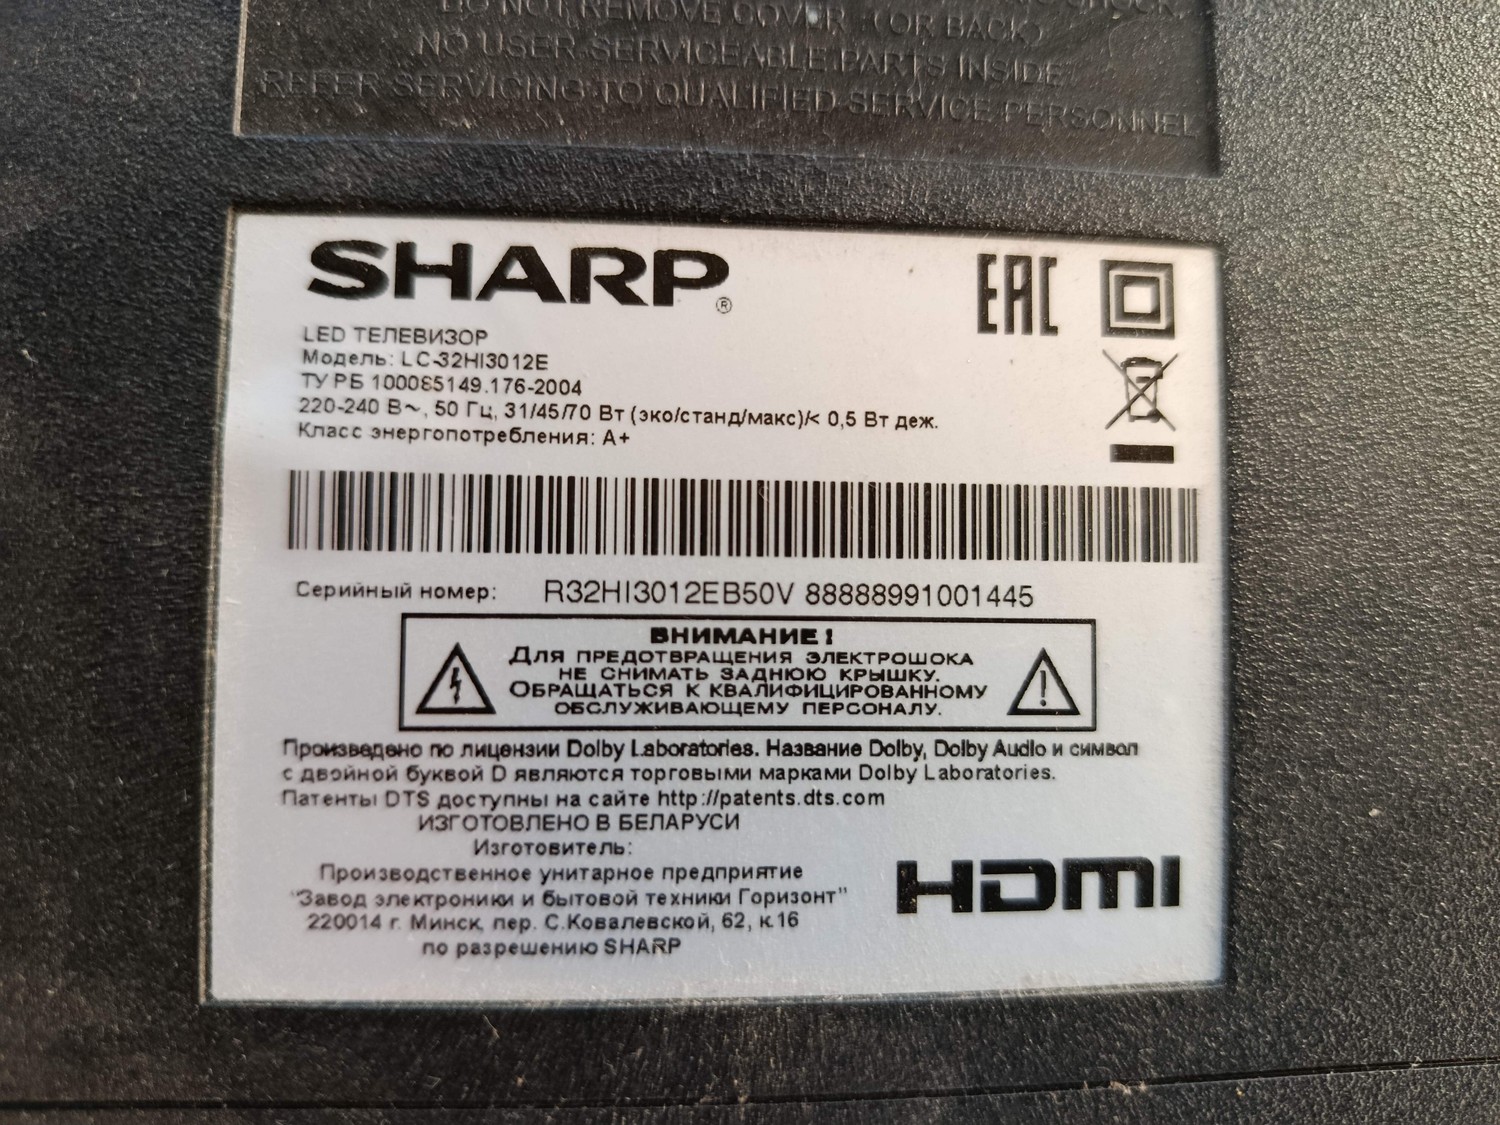 DO NOT REMOVE COVER (OR BACK)
NO USER SERVICEABLE PARTS INSIDE
REFER SERVICING TO QUALIFIED SERVICE PERSONNEL
SHARP®
EAC
LED ТЕЛЕВИЗОР
Модель: LC-32HI3012E
ТУ РБ 100085149.176-2004
220-240 В~, 50 Гц, 31/45/70 Вт (эко/станд/макс)/< 0,5 Вт деж.
Класс энергопотребления: А+
Серийный номер: R32HI3012EB50V 88888991001445
ВНИМАНИЕ!
Для предотвращения электрошока
не снимать заднюю крышку.
Обращаться к квалифицированному
обслуживающему персоналу.
Произведено по лицензии Dolby Laboratories. Название Dolby, Dolby Audio и символ
с двойной буквой D являются торговыми марками Dolby Laboratories.
Патенты DTS доступны на сайте http://patents.dts.com
ИЗГОТОВЛЕНО В БЕЛАРУСИ
Изготовитель:
Производственное унитарное предприятие
"Завод электроники и бытовой техники Горизонт"
220014 г. Минск, пер. С.Ковалевской, 62, к.16
по разрешению SHARP
HDMI